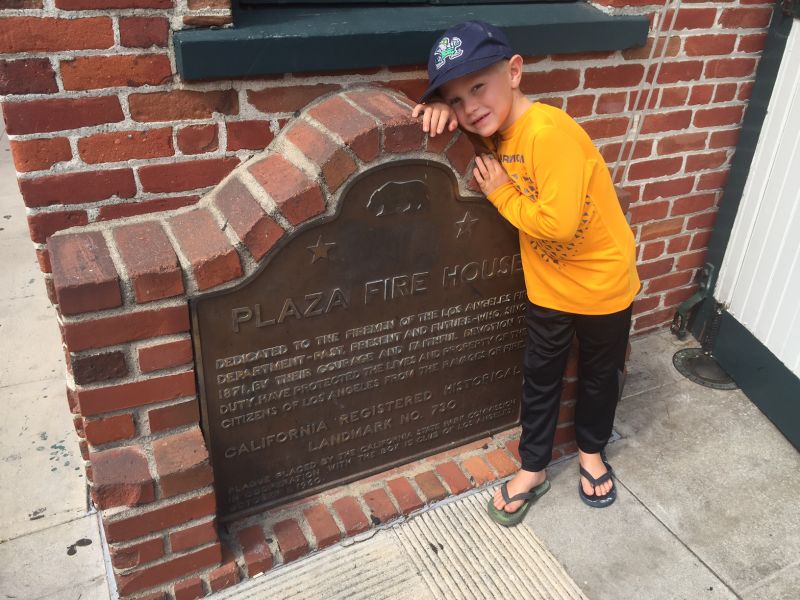 PLAZA FIRE HOUSE
DEDICATED TO THE FIREMEN OF THE LOS ANGELES FIRE
DEPARTMENT—PAST, PRESENT AND FUTURE—WHO, SINCE
1871, BY THEIR COURAGE AND FAITHFUL DEVOTION TO
DUTY, HAVE PROTECTED THE LIVES AND PROPERTY OF THE
CITIZENS OF LOS ANGELES FROM THE RAVAGES OF FIRE.
CALIFORNIA REGISTERED HISTORICAL
LANDMARK NO. 730
PLAQUE PLACED BY THE CALIFORNIA STATE PARK COMMISSION
IN COOPERATION WITH THE BOX 15 CLUB OF LOS ANGELES.
1960.